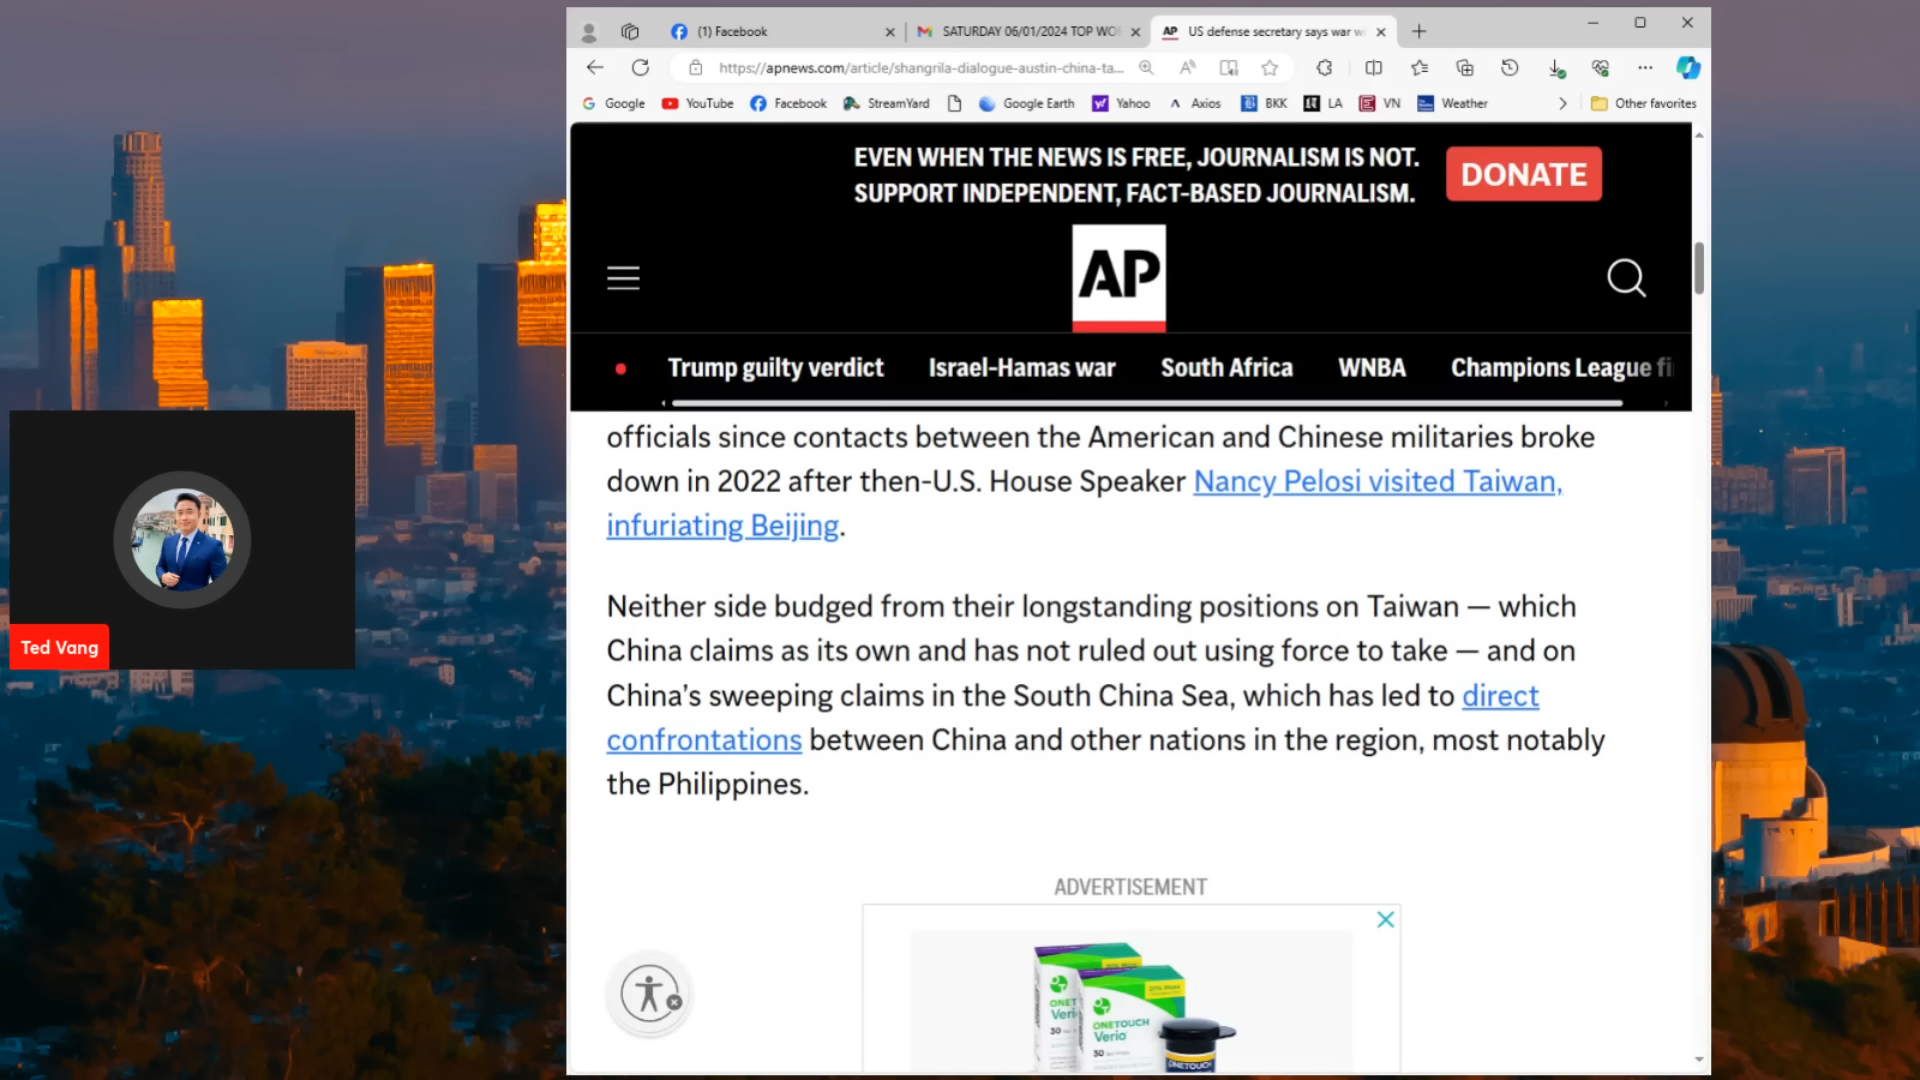 (1) Facebook
SATURDAY 06/01/2024 TOP WO
AP US defense secretary says war w
https://apnews.com/article/shangrila-dialogue-austin-china-ta...
Google YouTube Facebook StreamYard Google Earth Yahoo Axios BKK LA VN Weather Other favorites
EVEN WHEN THE NEWS IS FREE, JOURNALISM IS NOT.
SUPPORT INDEPENDENT, FACT-BASED JOURNALISM.
DONATE
AP
Trump guilty verdict Israel-Hamas war South Africa WNBA Champions League fi
officials since contacts between the American and Chinese militaries broke
down in 2022 after then-U.S. House Speaker Nancy Pelosi visited Taiwan,
infuriating Beijing.
Neither side budged from their longstanding positions on Taiwan — which
China claims as its own and has not ruled out using force to take — and on
China’s sweeping claims in the South China Sea, which has led to direct
confrontations between China and other nations in the region, most notably
the Philippines.
ADVERTISEMENT
ONET
Veri
30
ONETOUCH
Verio
30
ONETOUCH
Ted Vang